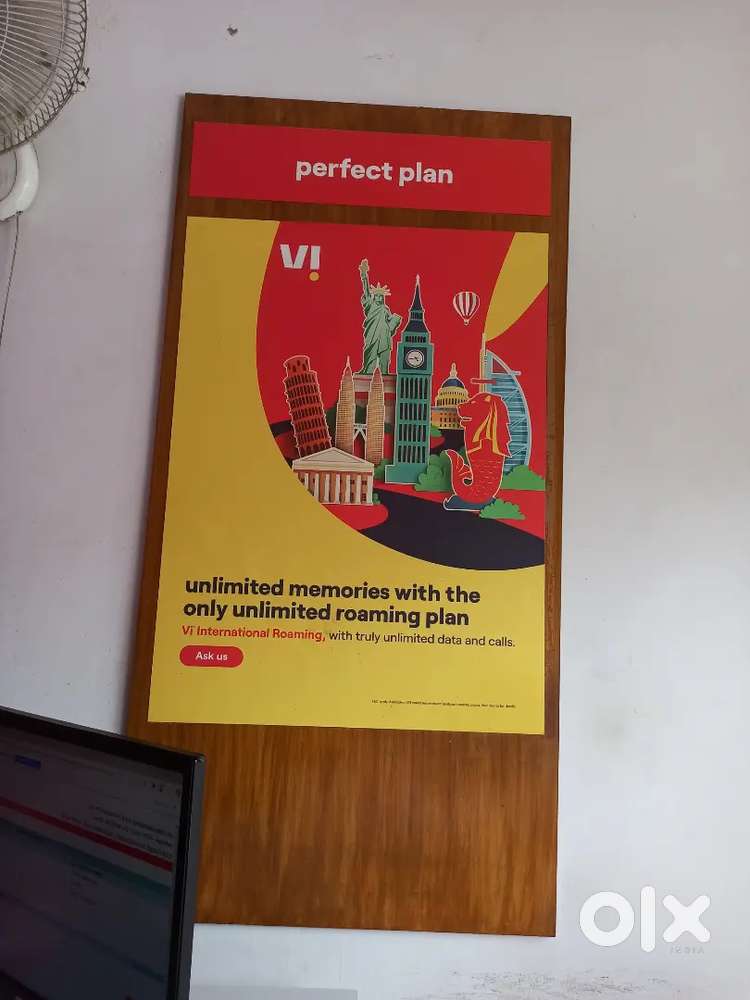 perfect plan
Vi
unlimited memories with the
only unlimited roaming plan
Vi International Roaming, with truly unlimited data and calls.
Ask us
olx
INDIA